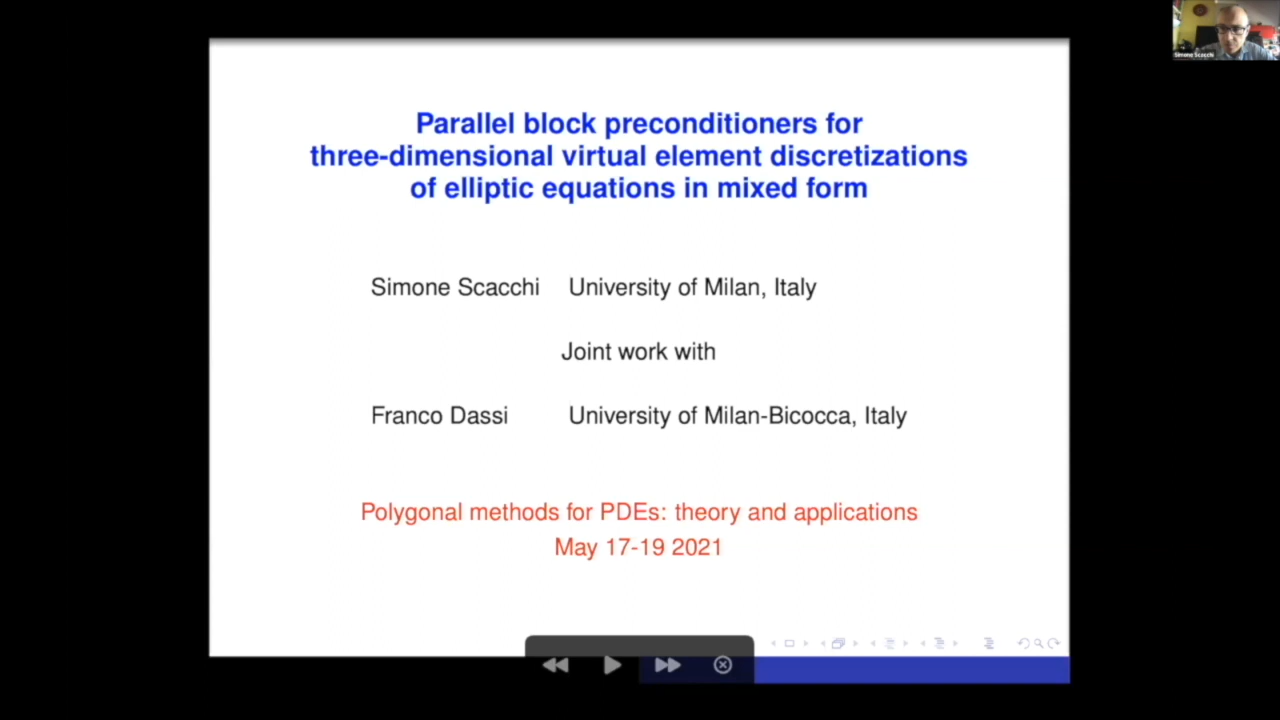 Parallel block preconditioners for
three-dimensional virtual element discretizations
of elliptic equations in mixed form
Simone Scacchi University of Milan, Italy
Joint work with
Franco Dassi University of Milan-Bicocca, Italy
Polygonal methods for PDEs: theory and applications
May 17-19 2021
Simone Scacchi